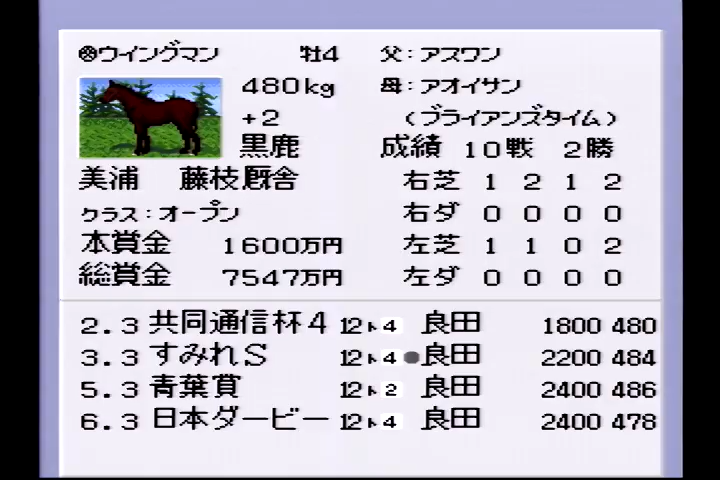 ウイングマン 牡4 父:アスワン
480kg 母:アオイサン
+2 (ブライアンズタイム)
黒鹿 成績 10戦 2勝
美浦 藤枝厩舎 右芝 1 2 1 2
クラス:オープン 右ダ 0 0 0 0
本賞金 1600万円 左芝 1 1 0 2
総賞金 7547万円 左ダ 0 0 0 0
2.3 共同通信杯4 12ト4 良田 1800 480
3.3 すみれS 12ト4 ●良田 2200 484
5.3 青葉賞 12ト2 良田 2400 486
6.3 日本ダービー 12ト4 良田 2400 478